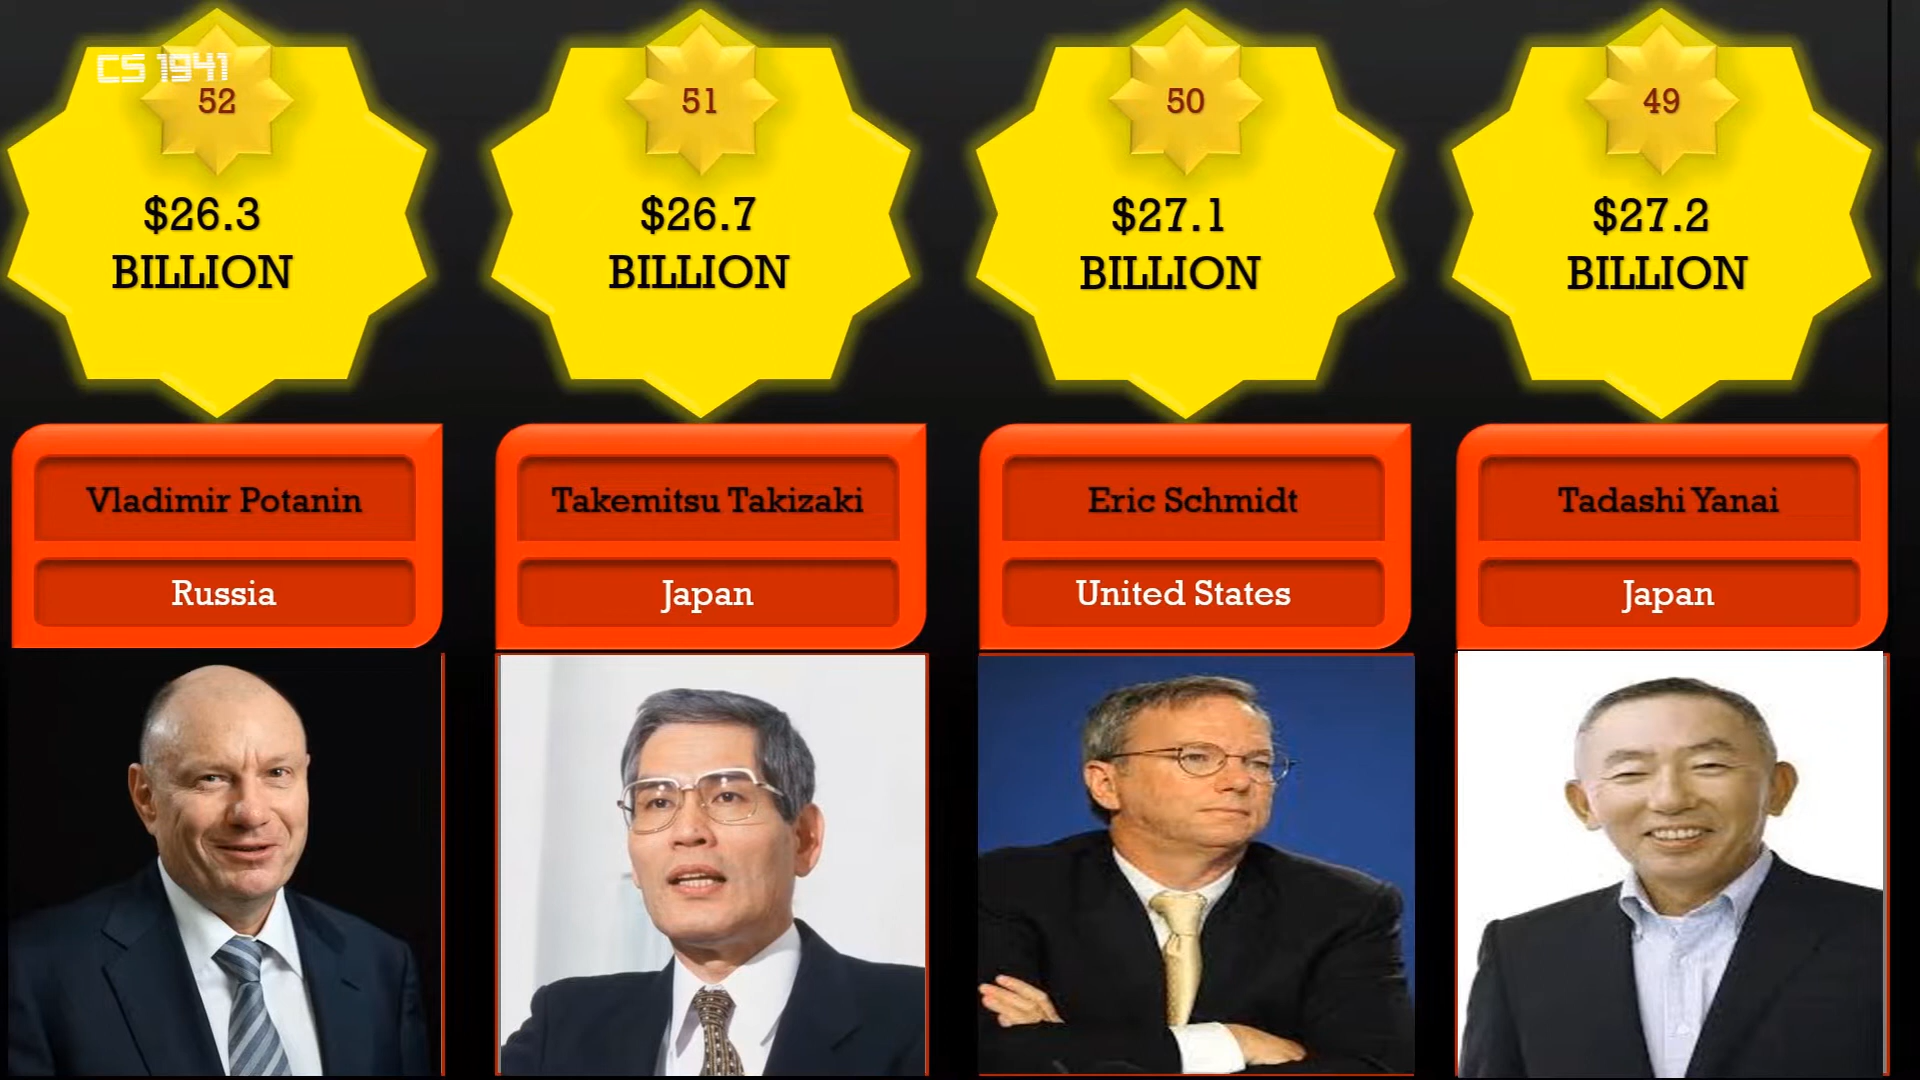 CS 1941
52
$26.3
BILLION
Vladimir Potanin
Russia
51
$26.7
BILLION
Takemitsu Takizaki
Japan
50
$27.1
BILLION
Eric Schmidt
United States
49
$27.2
BILLION
Tadashi Yanai
Japan